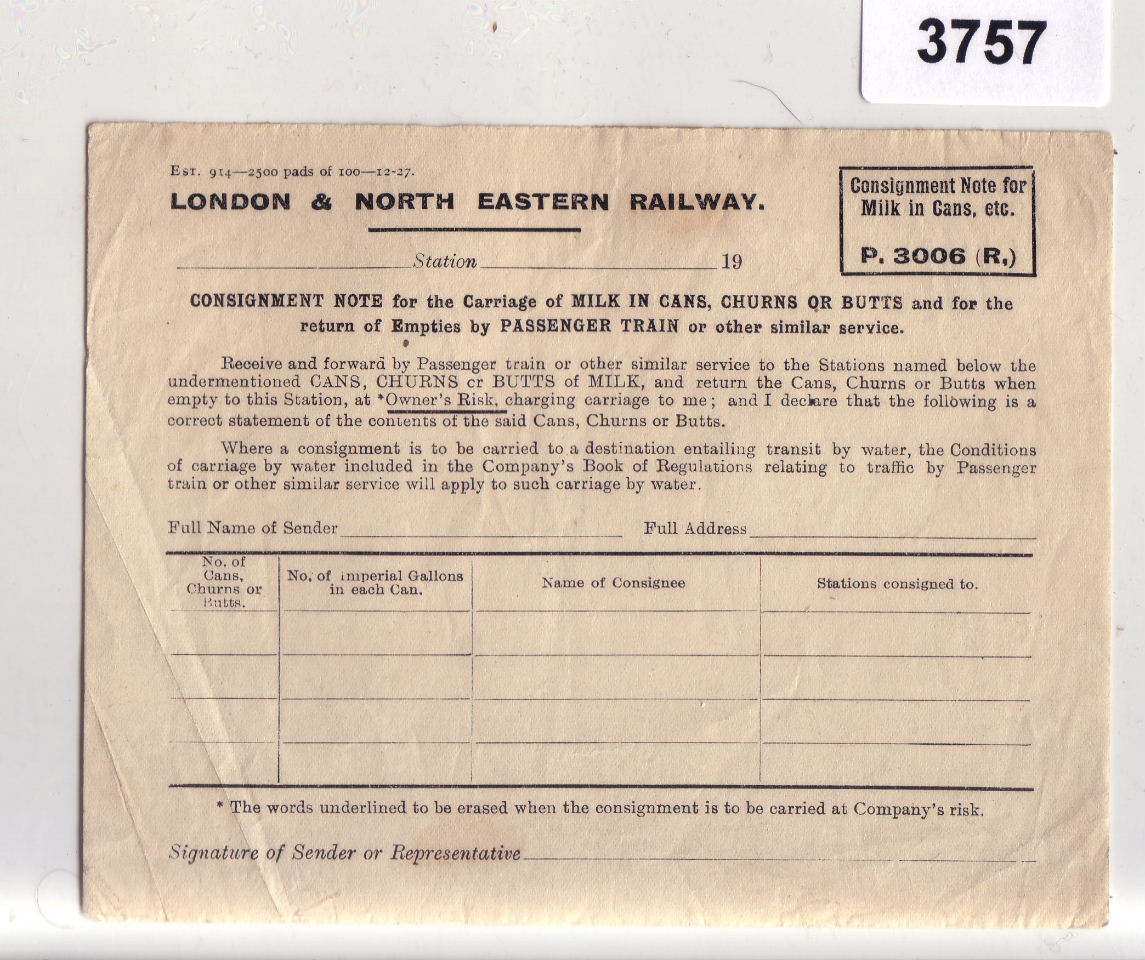 3757
Est. 914—2500 pads of 100—12-27.
LONDON & NORTH EASTERN RAILWAY.
Consignment Note for
Milk in Cans, etc.
P. 3006 (R.)
Station 19
CONSIGNMENT NOTE for the Carriage of MILK IN CANS, CHURNS OR BUTTS and for the
return of Empties by PASSENGER TRAIN or other similar service.
Receive and forward by Passenger train or other similar service to the Stations named below the
undermentioned CANS, CHURNS or BUTTS of MILK, and return the Cans, Churns or Butts when
empty to this Station, at *Owner's Risk, charging carriage to me; and I declare that the following is a
correct statement of the contents of the said Cans, Churns or Butts.
Where a consignment is to be carried to a destination entailing transit by water, the Conditions
of carriage by water included in the Company's Book of Regulations relating to traffic by Passenger
train or other similar service will apply to such carriage by water.
Full Name of Sender Full Address
No. of
Cans,
Churns or
Butts.
No. of Imperial Gallons
in each Can.
Name of Consignee
Stations consigned to.
* The words underlined to be erased when the consignment is to be carried at Company's risk.
Signature of Sender or Representative